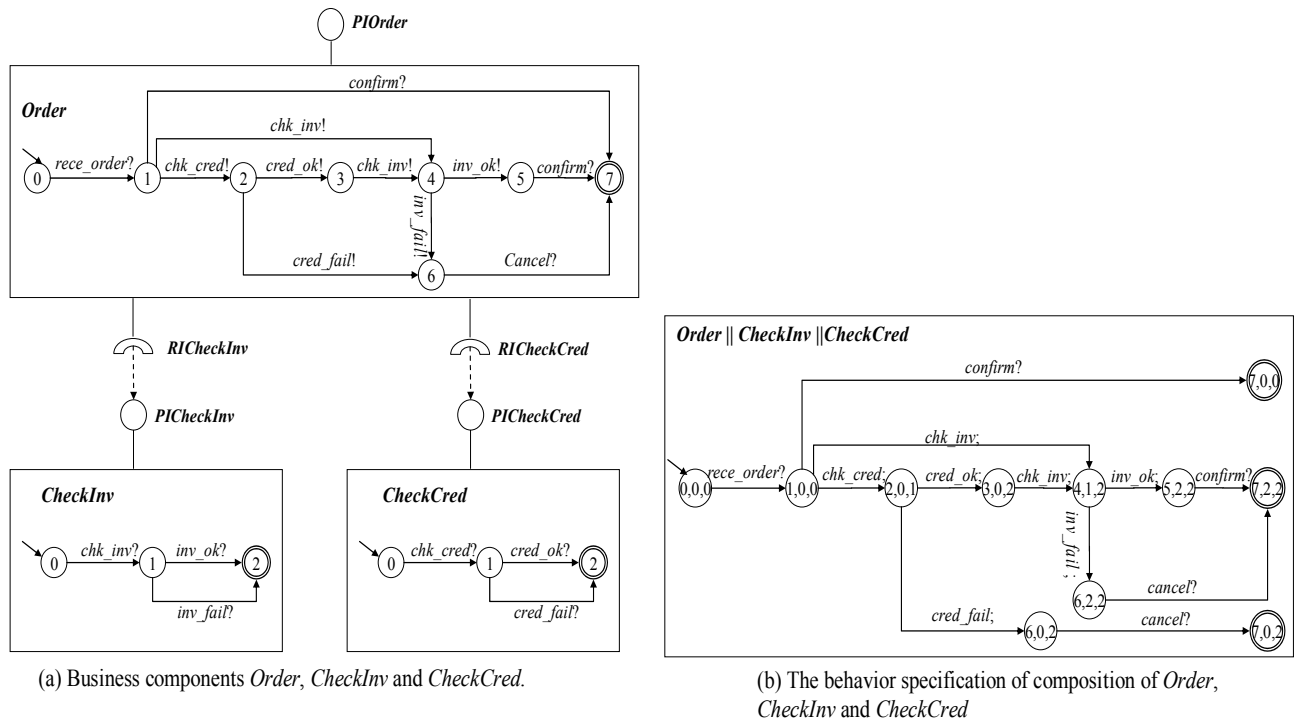 PIOrder
Order
confirm?
chk_inv!
rece_order? chk_cred! cred_ok! chk_inv! inv_ok! confirm?
0 1 2 3 4 5 7
inv_fail!
cred_fail! Cancel?
6
RICheckInv RICheckCred
PICheckInv PICheckCred
CheckInv
chk_inv? inv_ok?
0 1 2
inv_fail?
CheckCred
chk_cred? cred_ok?
0 1 2
cred_fail?
(a) Business components Order, CheckInv and CheckCred.
Order || CheckInv ||CheckCred
confirm?
7,0,0
chk_inv;
rece_order? chk_cred; cred_ok; chk_inv; inv_ok; confirm?
0,0,0 1,0,0 2,0,1 3,0,2 4,1,2 5,2,2 7,2,2
inv_fail ;
cancel?
6,2,2
cred_fail; cancel?
6,0,2 7,0,2
(b) The behavior specification of composition of Order,
CheckInv and CheckCred